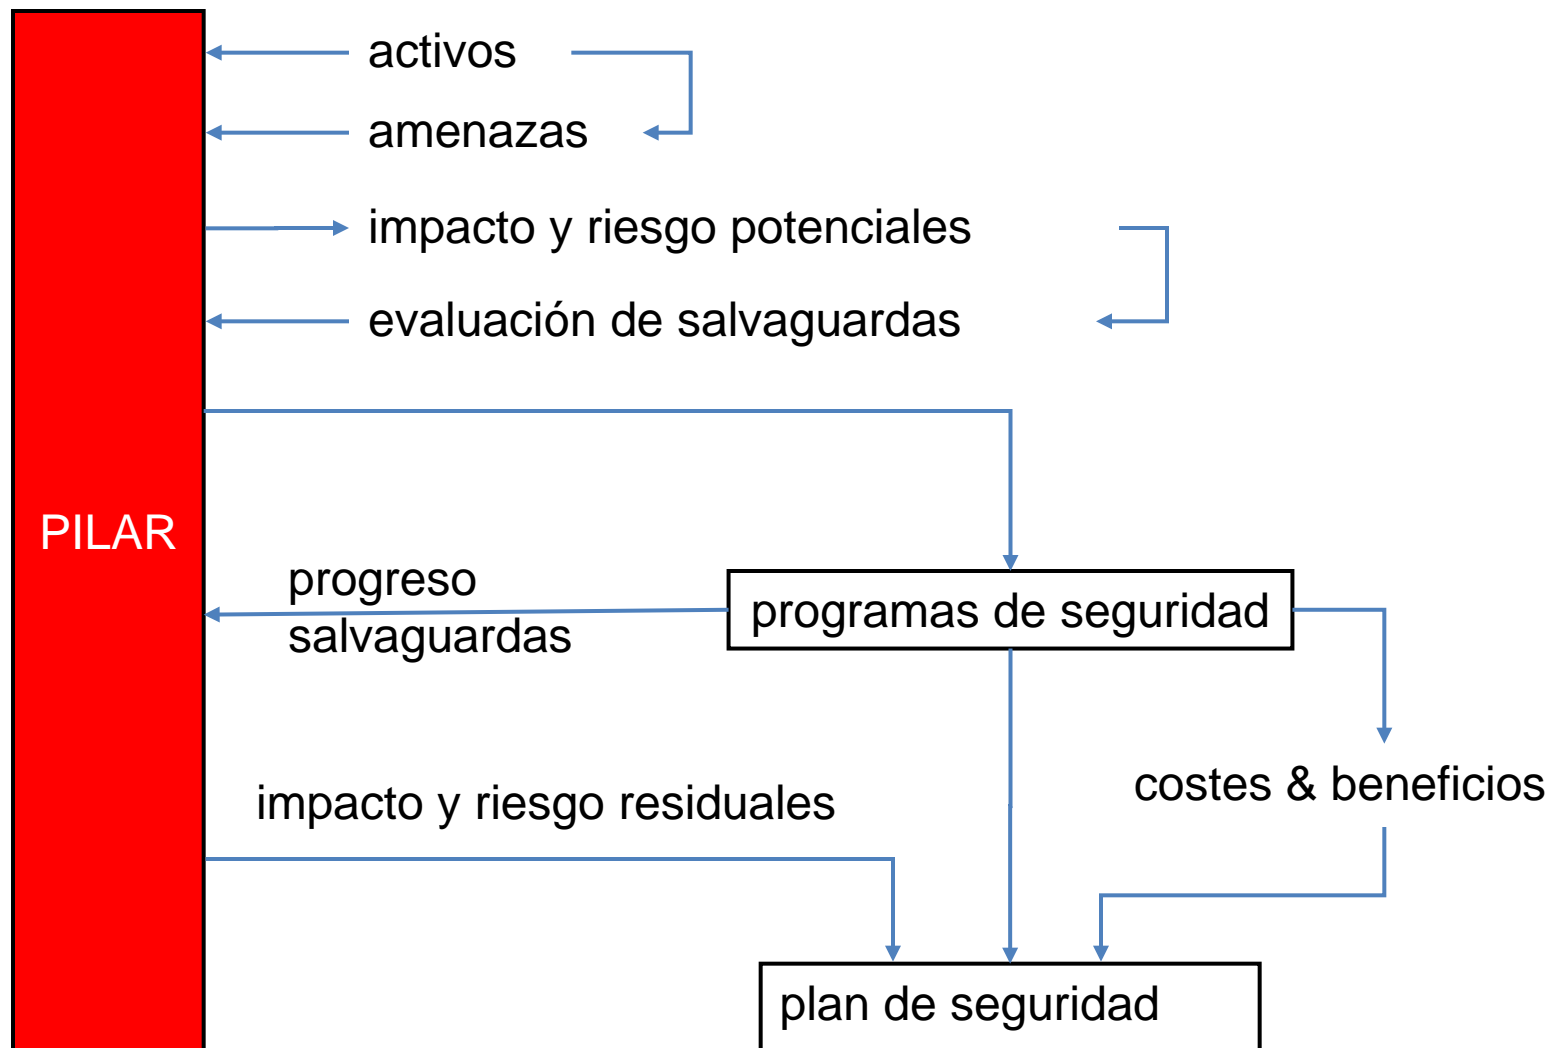 activos
amenazas
impacto y riesgo potenciales
evaluación de salvaguardas
PILAR
progreso
salvaguardas
programas de seguridad
costes & beneficios
impacto y riesgo residuales
plan de seguridad